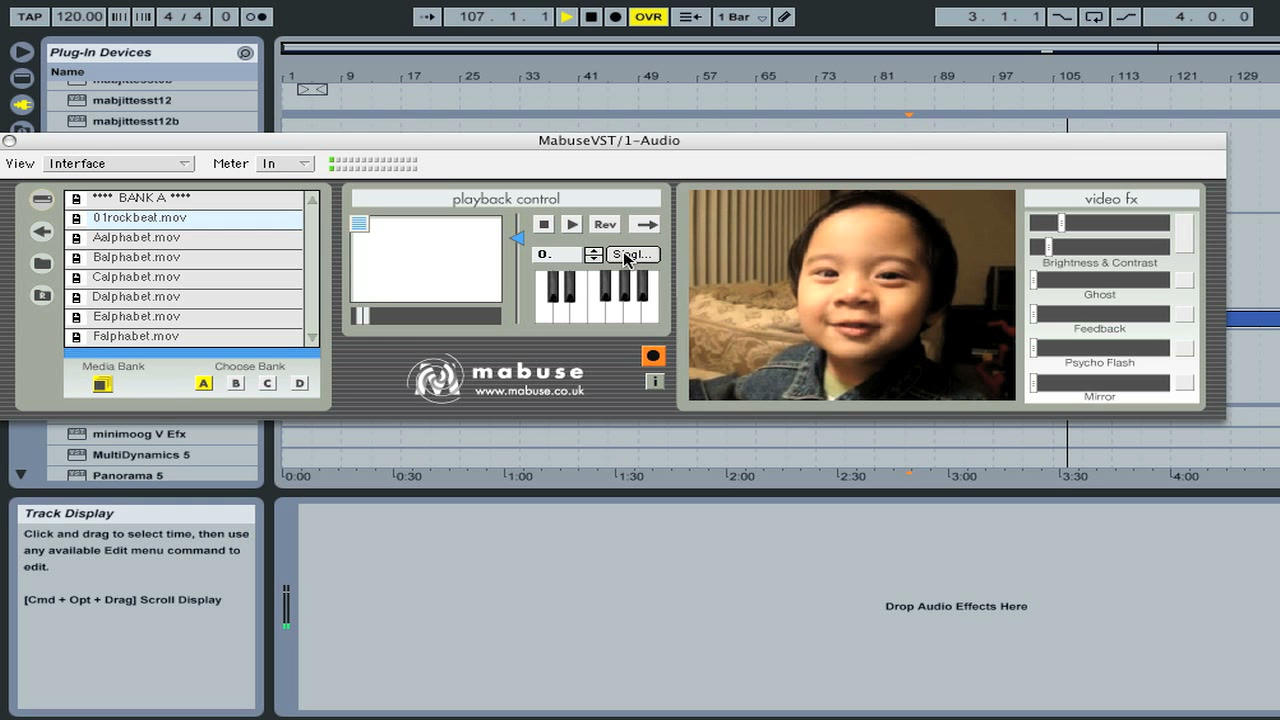 TAP 120.00 4 / 4 0 107. 1. 1 OVR 1 Bar 3. 1. 1 4. 0. 0
Plug-In Devices
Name
mabjittesst12
mabjittesst12b
1 9 17 25 33 41 49 57 65 73 81 89 97 105 113 121 129
MabuseVST/1-Audio
View Interface Meter In
**** BANK A ****
01rockbeat.mov
Aalphabet.mov
Balphabet.mov
Calphabet.mov
Dalphabet.mov
Ealphabet.mov
Falphabet.mov
Media Bank
Choose Bank
A B C D
playback control
Rev
0.
mabuse
www.mabuse.co.uk
i
video fx
Brightness & Contrast
Ghost
Feedback
Psycho Flash
Mirror
minimoog V Efx
MultiDynamics 5
Panorama 5
0:00 0:30 1:00 1:30 2:00 2:30 3:00 3:30 4:00
Track Display
Click and drag to select time, then use
any available Edit menu command to
edit.
[Cmd + Opt + Drag] Scroll Display
Drop Audio Effects Here